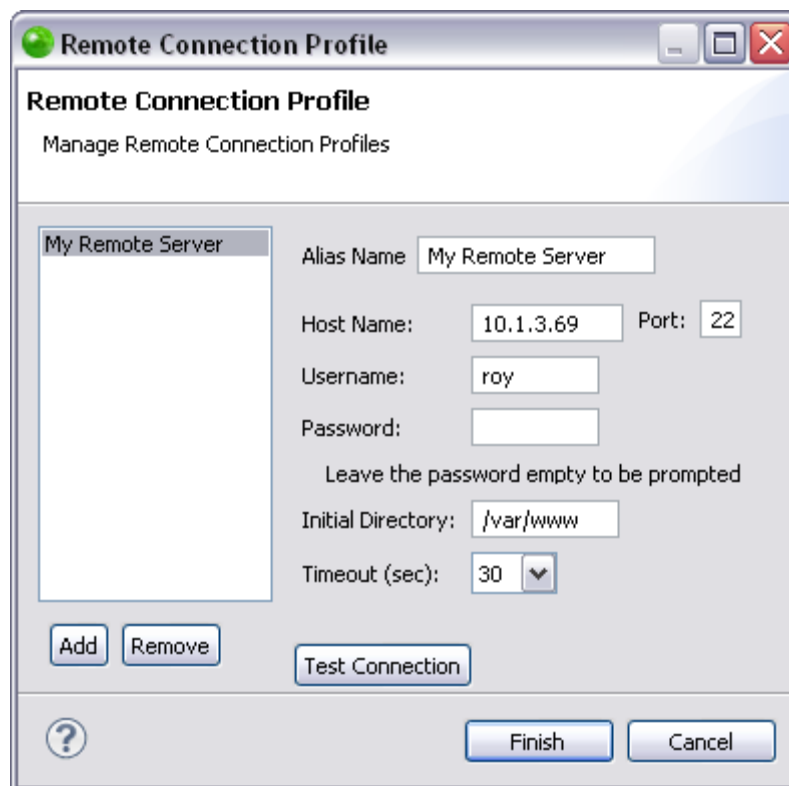 Remote Connection Profile
Remote Connection Profile
Manage Remote Connection Profiles
My Remote Server
Alias Name My Remote Server
Host Name: 10.1.3.69 Port: 22
Username: roy
Password:
Leave the password empty to be prompted
Initial Directory: /var/www
Timeout (sec): 30
Add Remove
Test Connection
? Finish Cancel